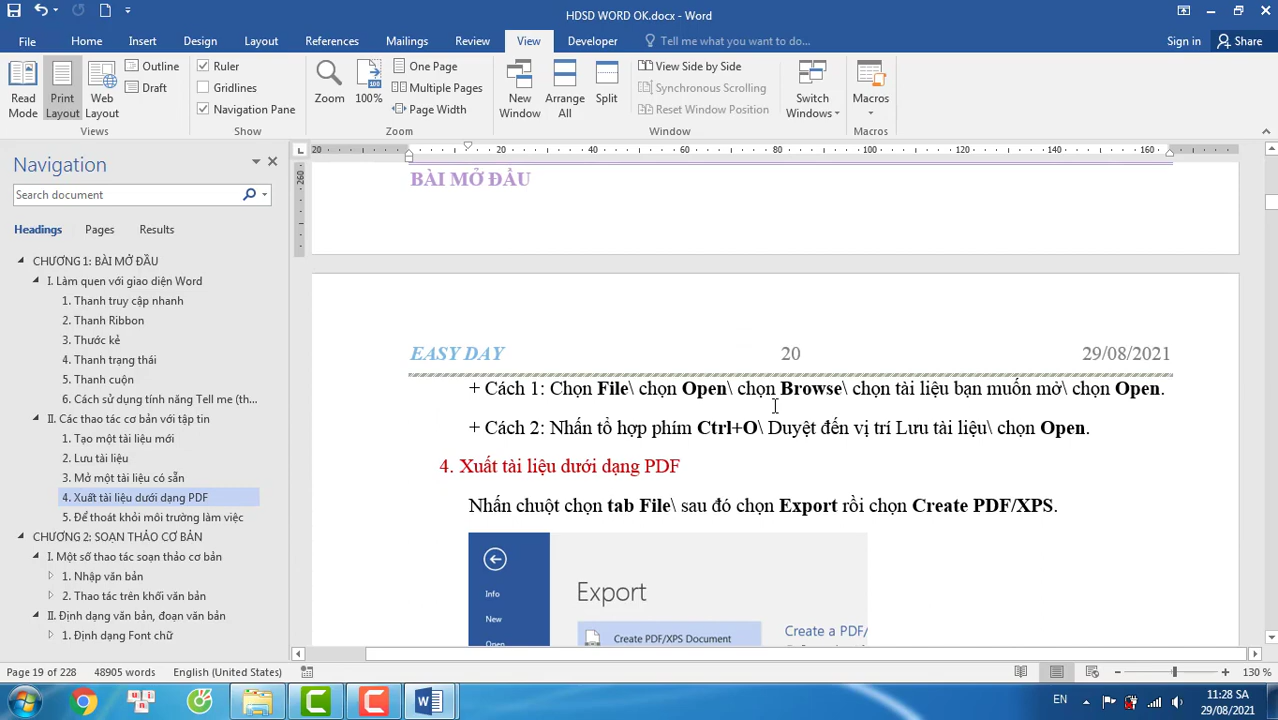 HDSD WORD OK.docx - Word
File Home Insert Design Layout References Mailings Review View Developer Tell me what you want to do... Sign in Share
Read Mode
Print Layout
Web Layout
Outline
Draft
Views
Ruler
Gridlines
Navigation Pane
Show
Zoom
100%
One Page
Multiple Pages
Page Width
Zoom
New Window
Arrange All
Split
View Side by Side
Synchronous Scrolling
Reset Window Position
Window
Switch Windows
Macros
Macros
Navigation
Search document
Headings Pages Results
CHƯƠNG 1: BÀI MỞ ĐẦU
I. Làm quen với giao diện Word
1. Thanh truy cập nhanh
2. Thanh Ribbon
3. Thước kẻ
4. Thanh trạng thái
5. Thanh cuộn
6. Cách sử dụng tính năng Tell me (th...
II. Các thao tác cơ bản với tập tin
1. Tạo một tài liệu mới
2. Lưu tài liệu
3. Mở một tài liệu có sẵn
4. Xuất tài liệu dưới dạng PDF
5. Để thoát khỏi môi trường làm việc
CHƯƠNG 2: SOẠN THẢO CƠ BẢN
I. Một số thao tác soạn thảo cơ bản
1. Nhập văn bản
2. Thao tác trên khối văn bản
II. Định dạng văn bản, đoạn văn bản
1. Định dạng Font chữ
20 20 40 60 80 100 120 140 160
260
BÀI MỞ ĐẦU
EASY DAY 20 29/08/2021
+ Cách 1: Chọn File\ chọn Open\ chọn Browse\ chọn tài liệu bạn muốn mở\ chọn Open.
+ Cách 2: Nhấn tổ hợp phím Ctrl+O\ Duyệt đến vị trí Lưu tài liệu\ chọn Open.
4. Xuất tài liệu dưới dạng PDF
Nhấn chuột chọn tab File\ sau đó chọn Export rồi chọn Create PDF/XPS.
Info
New
Open
Export
Create PDF/XPS Document
Create a PDF/
Page 19 of 228 48905 words English (United States) 130 %
EN 11:28 SA
29/08/2021